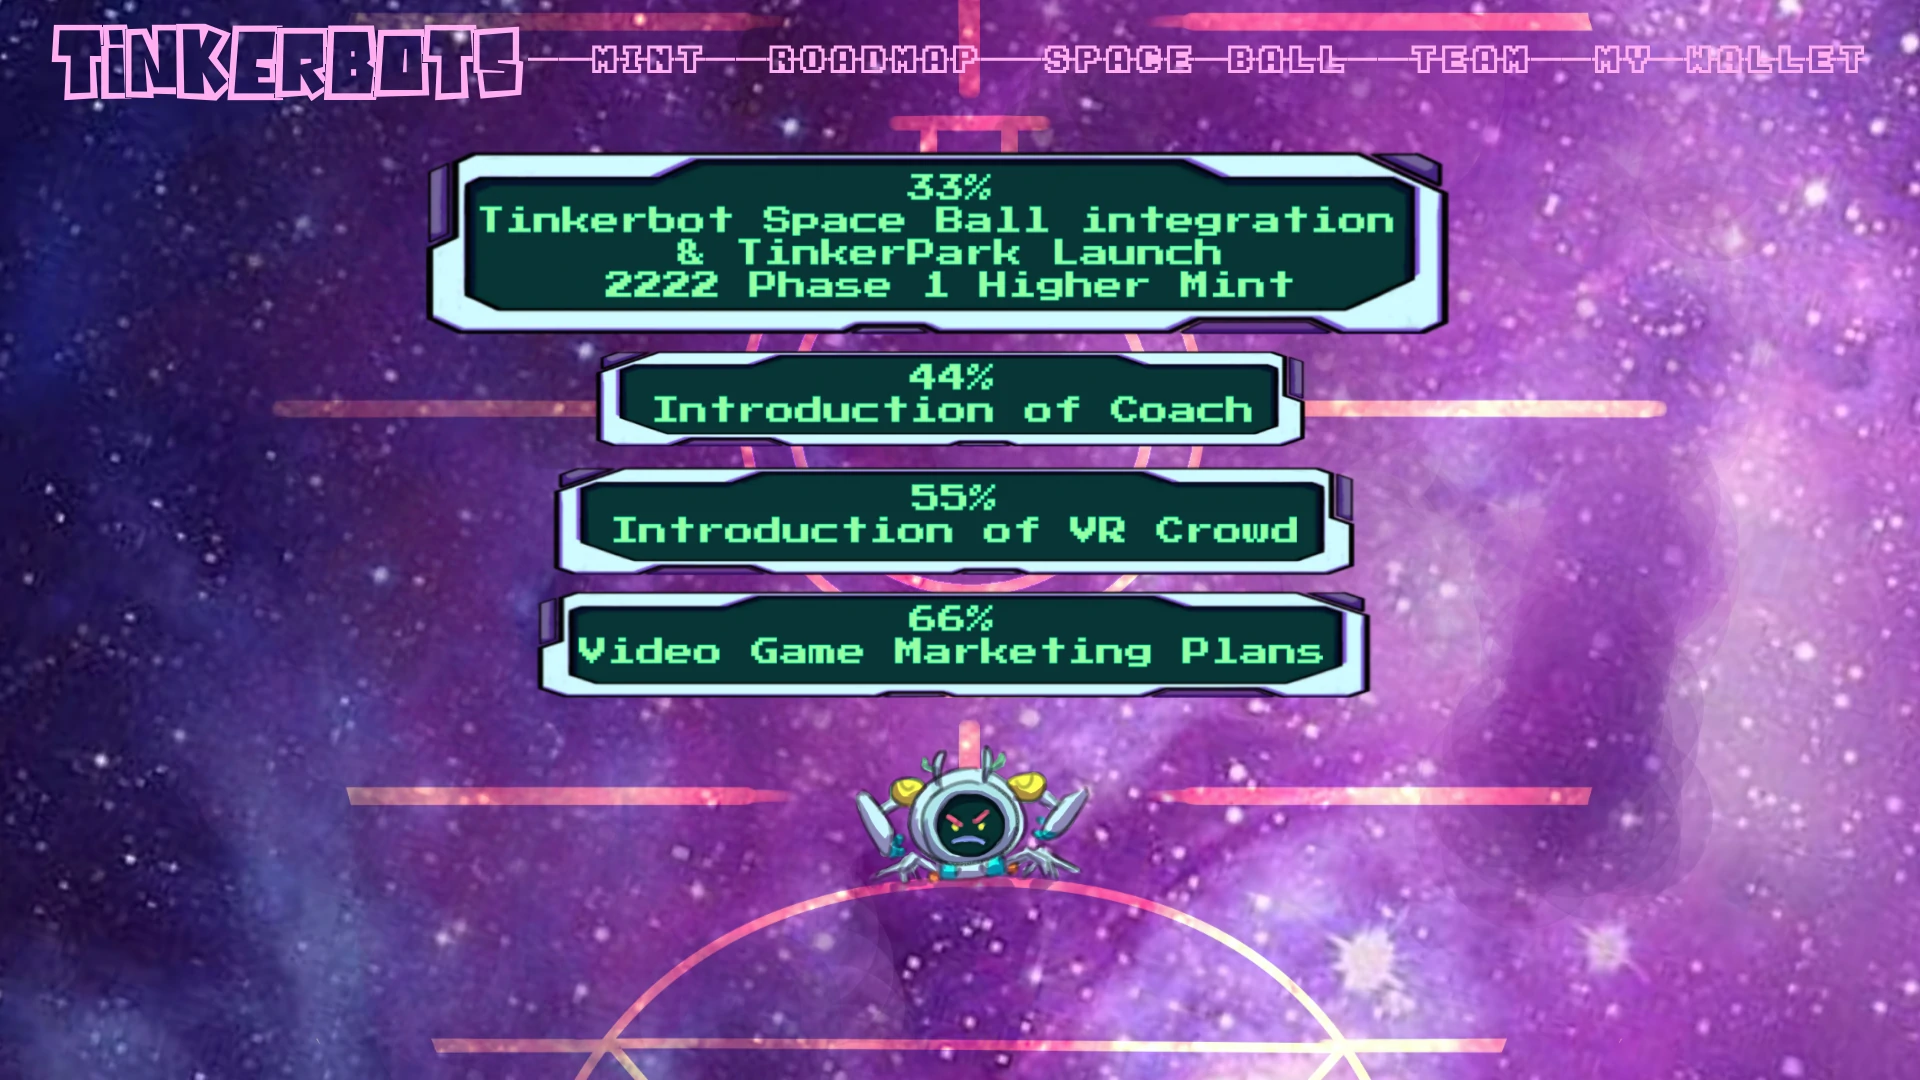 TiNKERBOTS
MINT ROADMAP SPACE BALL TEAM MY WALLET
33%
Tinkerbot Space Ball integration
& TinkerPark Launch
2222 Phase 1 Higher Mint
44%
Introduction of Coach
55%
Introduction of VR Crowd
66%
Video Game Marketing Plans